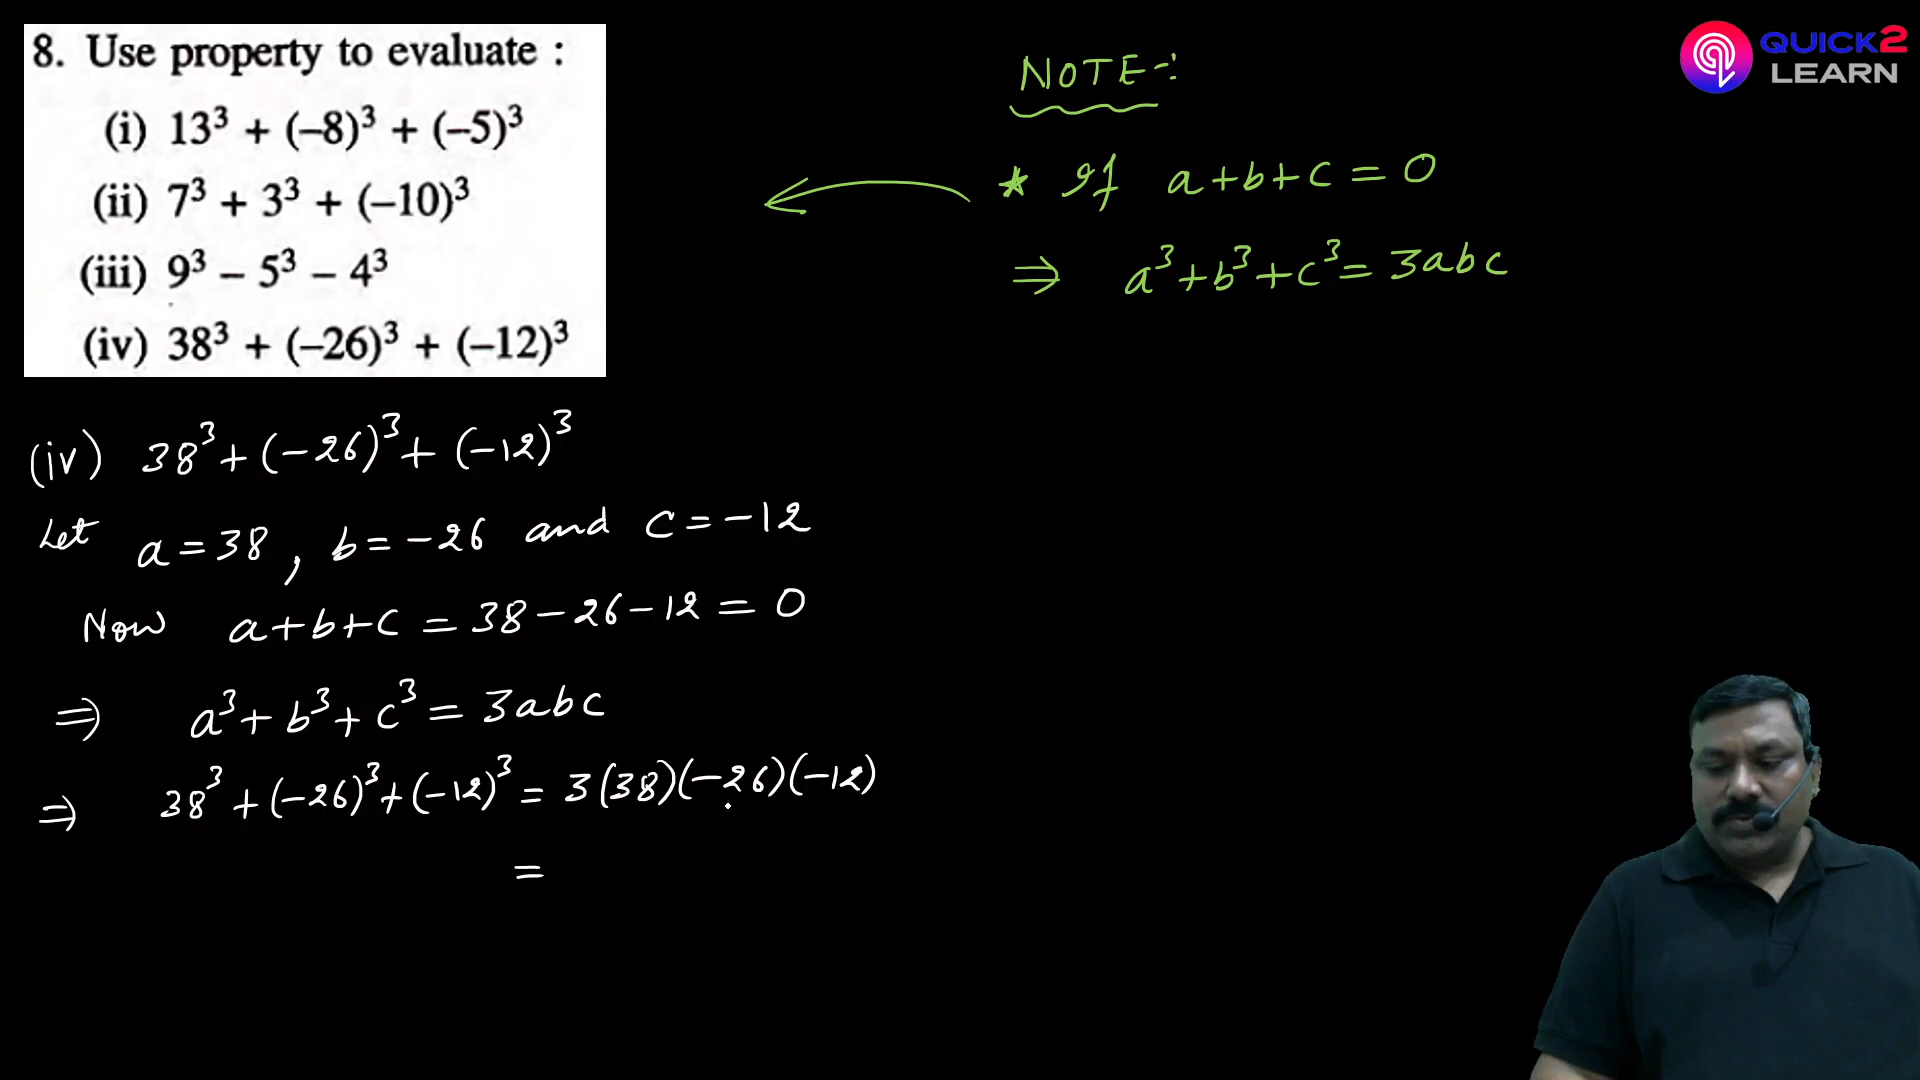 8. Use property to evaluate :
(i) 13³ + (–8)³ + (–5)³
(ii) 7³ + 3³ + (–10)³
(iii) 9³ – 5³ – 4³
(iv) 38³ + (–26)³ + (–12)³
NOTE -:
* If a+b+c = 0
⇒ a³+b³+c³ = 3abc
QUICK2
LEARN
(iv) 38³ + (-26)³ + (-12)³
Let a = 38 , b = -26 and c = -12
Now a+b+c = 38 - 26 - 12 = 0
⇒ a³ + b³ + c³ = 3abc
⇒ 38³ + (-26)³ + (-12)³ = 3(38)(-26)(-12)
=